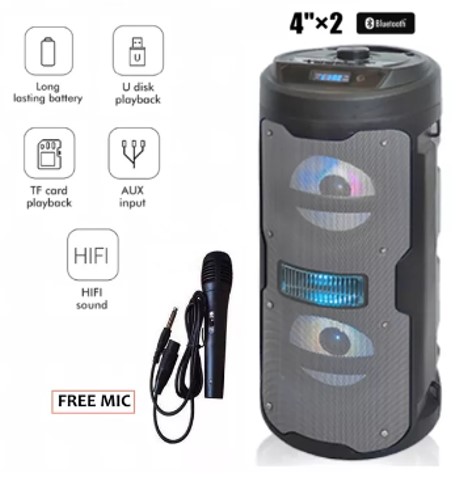 4"×2
Bluetooth
Long
lasting battery
U disk
playback
U
TF card
playback
AUX
input
HIFI
HIFI
sound
FREE MIC